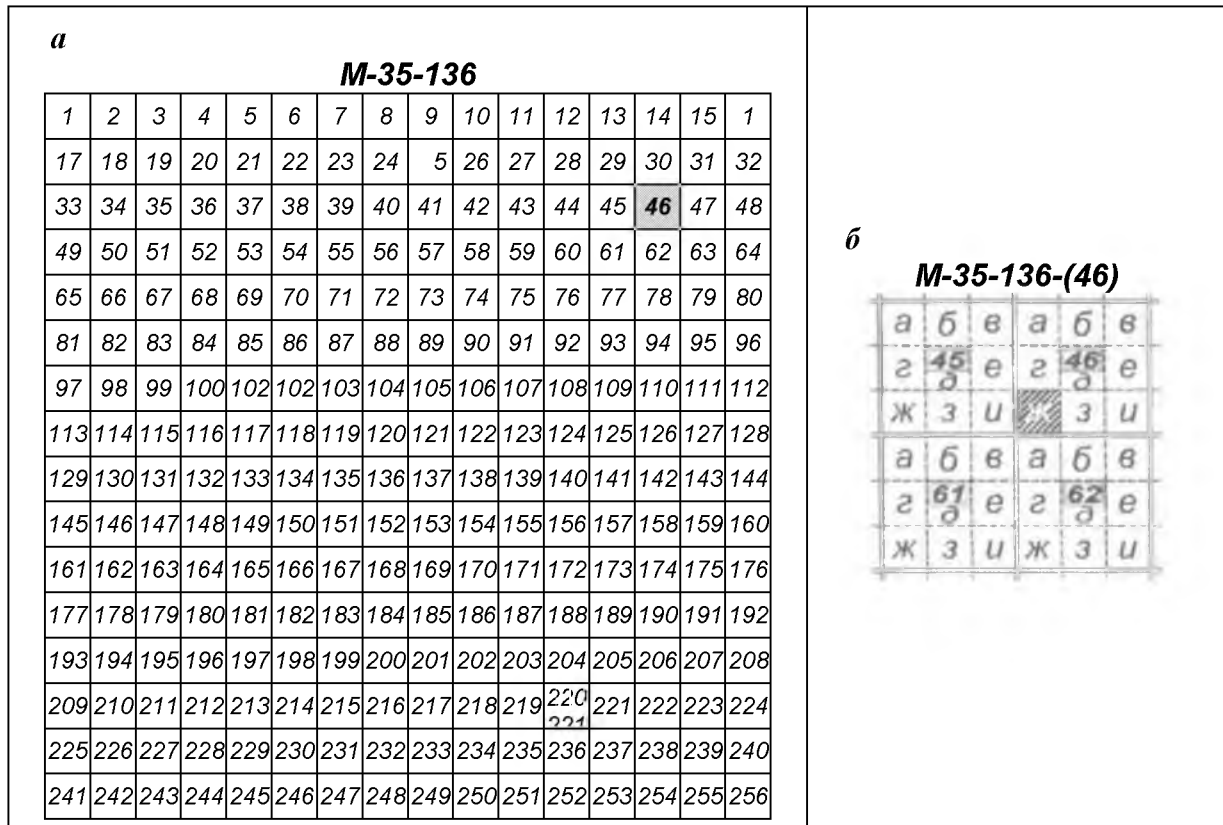 а
М-35-136
1 2 3 4 5 6 7 8 9 10 11 12 13 14 15 1
17 18 19 20 21 22 23 24 5 26 27 28 29 30 31 32
33 34 35 36 37 38 39 40 41 42 43 44 45 46 47 48
49 50 51 52 53 54 55 56 57 58 59 60 61 62 63 64
65 66 67 68 69 70 71 72 73 74 75 76 77 78 79 80
81 82 83 84 85 86 87 88 89 90 91 92 93 94 95 96
97 98 99 100 102 102 103 104 105 106 107 108 109 110 111 112
113 114 115 116 117 118 119 120 121 122 123 124 125 126 127 128
129 130 131 132 133 134 135 136 137 138 139 140 141 142 143 144
145 146 147 148 149 150 151 152 153 154 155 156 157 158 159 160
161 162 163 164 165 166 167 168 169 170 171 172 173 174 175 176
177 178 179 180 181 182 183 184 185 186 187 188 189 190 191 192
193 194 195 196 197 198 199 200 201 202 203 204 205 206 207 208
209 210 211 212 213 214 215 216 217 218 219 220 221 222 223 224
221
225 226 227 228 229 230 231 232 233 234 235 236 237 238 239 240
241 242 243 244 245 246 247 248 249 250 251 252 253 254 255 256
б
М-35-136-(46)
а б в а б в
г 45 е г 46 е
д д
ж з и ж з и
а б в а б в
г 61 е г 62 е
д д
ж з и ж з и